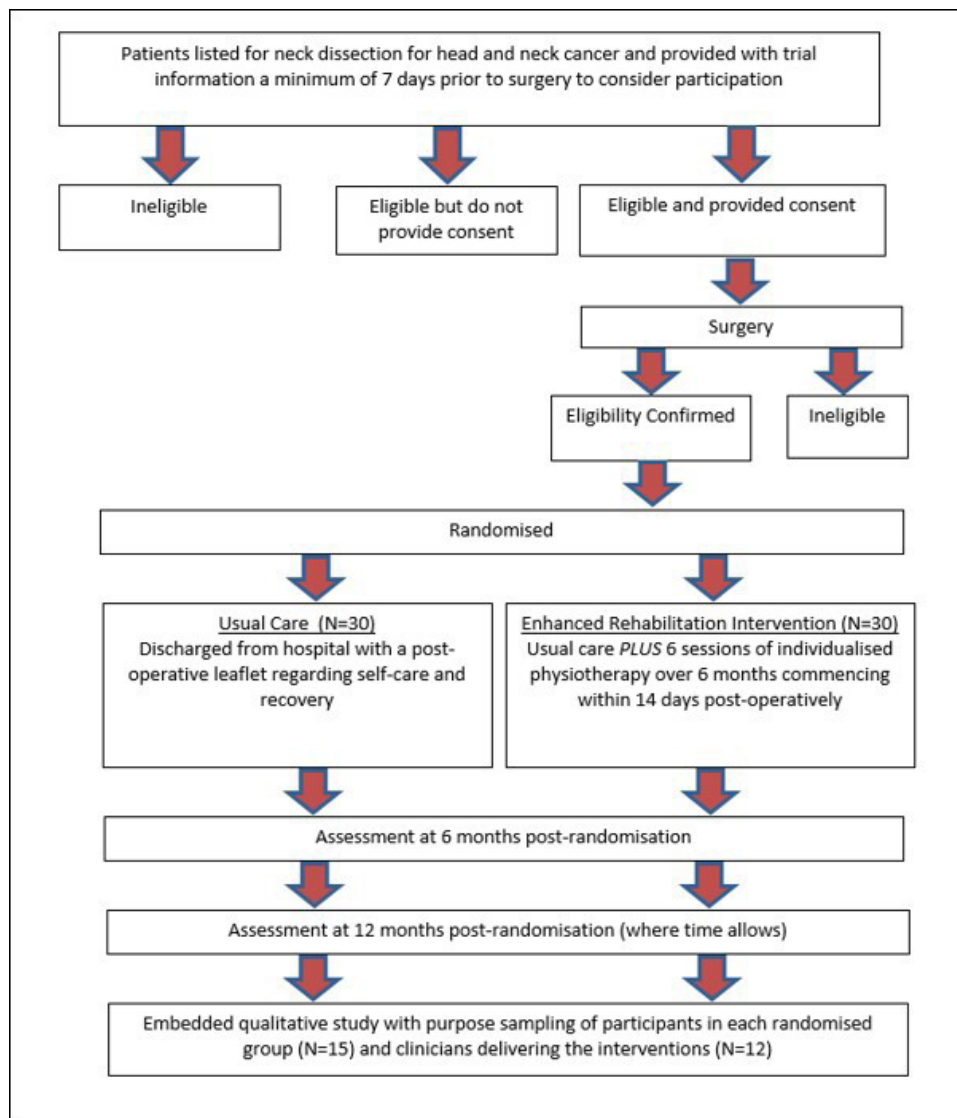 Patients listed for neck dissection for head and neck cancer and provided with trial
information a minimum of 7 days prior to surgery to consider participation
Ineligible
Eligible but do not
provide consent
Eligible and provided consent
Surgery
Eligibility Confirmed
Ineligible
Randomised
Usual Care (N=30)
Discharged from hospital with a post-
operative leaflet regarding self-care and
recovery
Enhanced Rehabilitation Intervention (N=30)
Usual care PLUS 6 sessions of individualised
physiotherapy over 6 months commencing
within 14 days post-operatively
Assessment at 6 months post-randomisation
Assessment at 12 months post-randomisation (where time allows)
Embedded qualitative study with purpose sampling of participants in each randomised
group (N=15) and clinicians delivering the interventions (N=12)